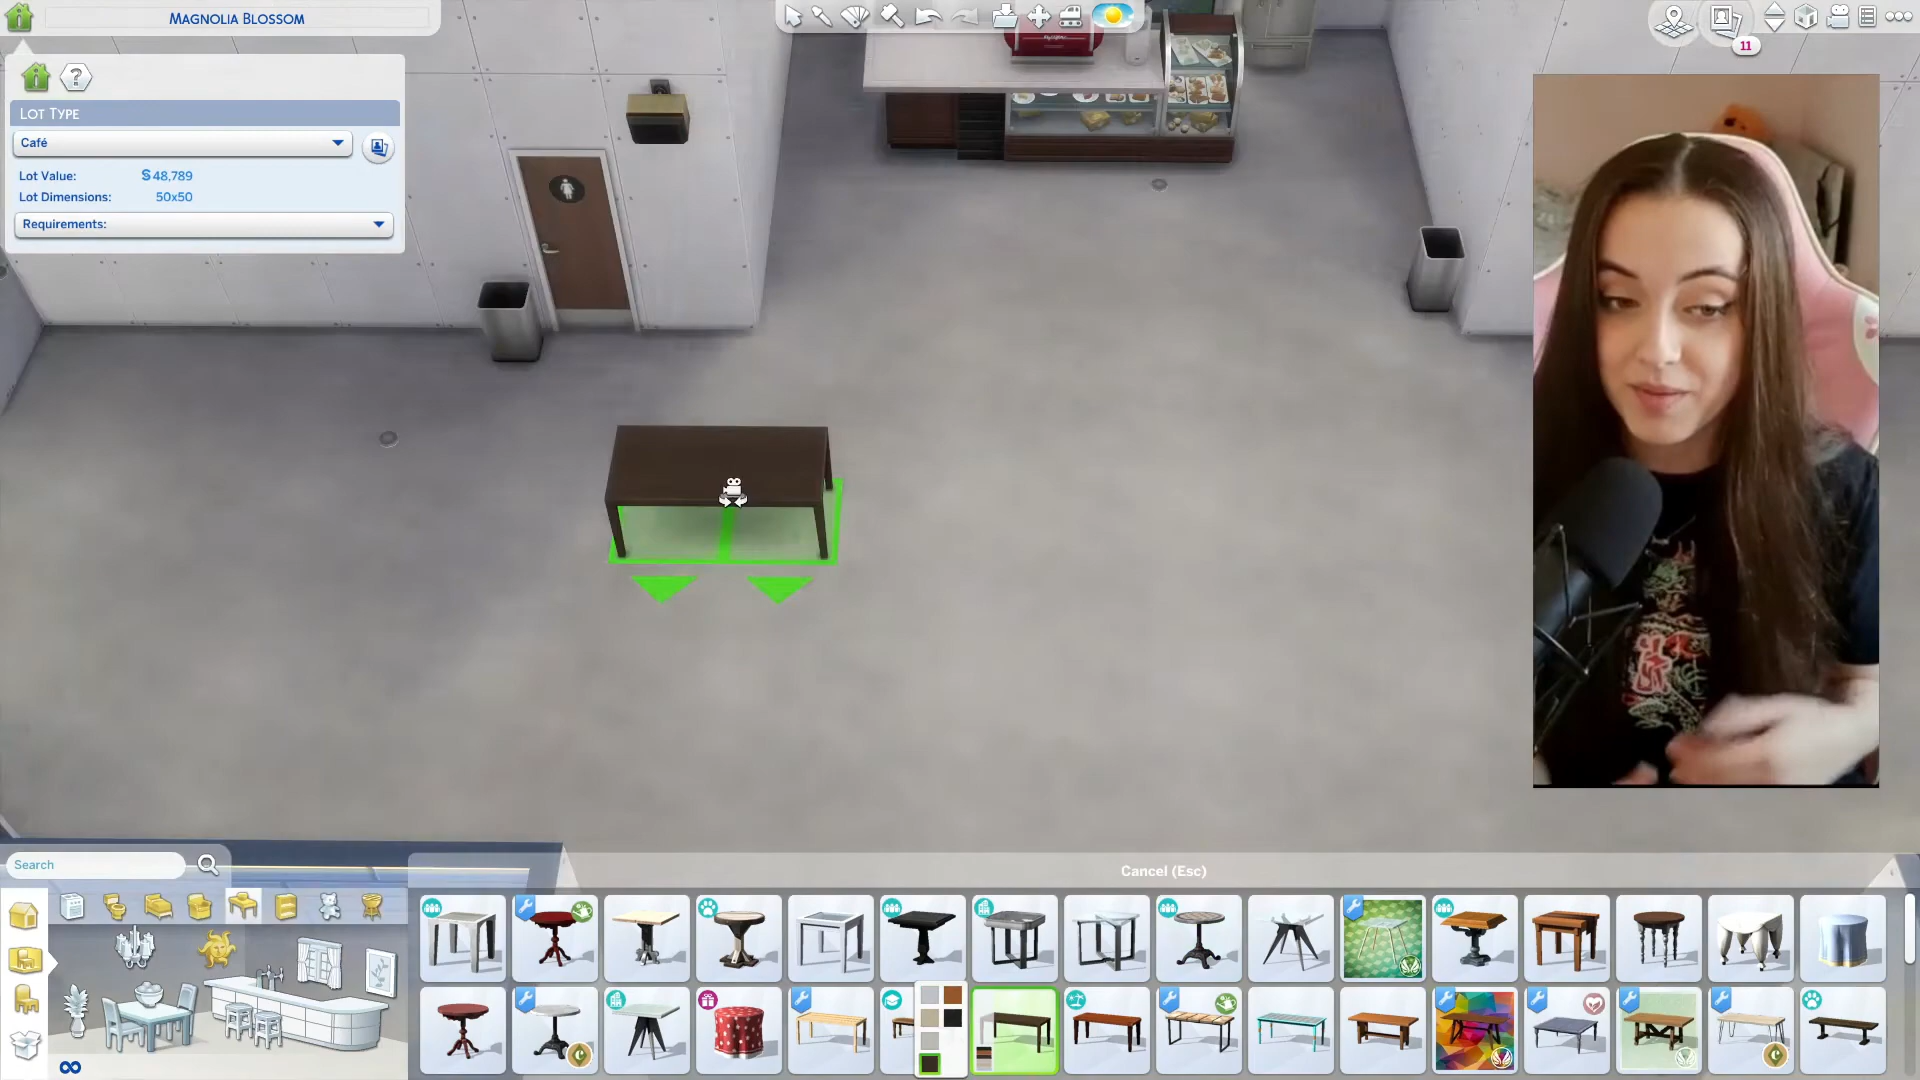 MAGNOLIA BLOSSOM
11
LOT TYPE
Café
Lot Value: §48,789
Lot Dimensions: 50x50
Requirements:
Search
Cancel (Esc)